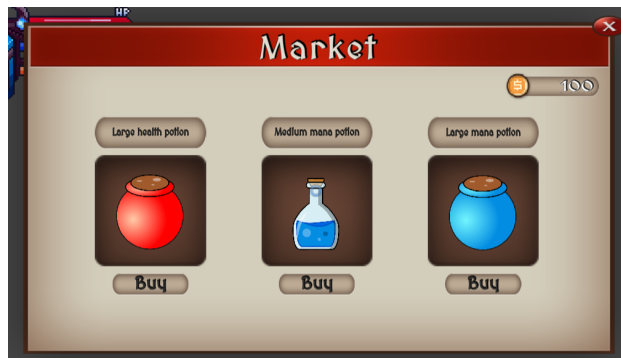 HP
Market
$ 100
Large health potion
Medium mana potion
Large mana potion
Buy
Buy
Buy